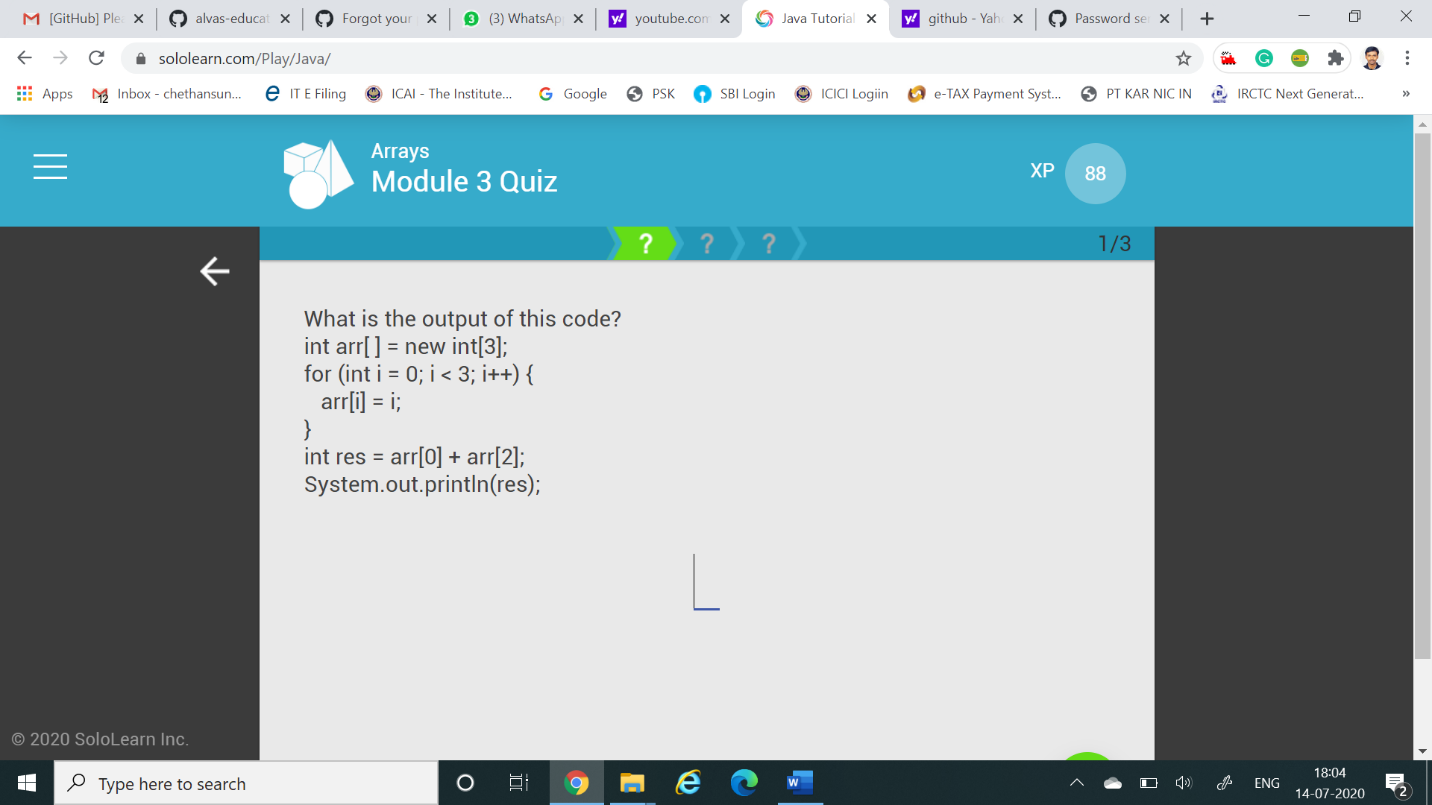 [GitHub] Ple
alvas-educat
Forgot your
3 (3) WhatsAp
youtube.com
Java Tutorial
github - Yah
Password se
sololearn.com/Play/Java/
Apps
12 Inbox - chethansun...
IT E Filing
ICAI - The Institute...
Google
PSK
SBI Login
ICICI Logiin
e-TAX Payment Syst...
PT KAR NIC IN
IRCTC Next Generat...
»
Arrays
Module 3 Quiz
XP 88
? ? ? 1/3
What is the output of this code?
int arr[ ] = new int[3];
for (int i = 0; i < 3; i++) {
arr[i] = i;
}
int res = arr[0] + arr[2];
System.out.println(res);
© 2020 SoloLearn Inc.
Type here to search
ENG
18:04
14-07-2020
2